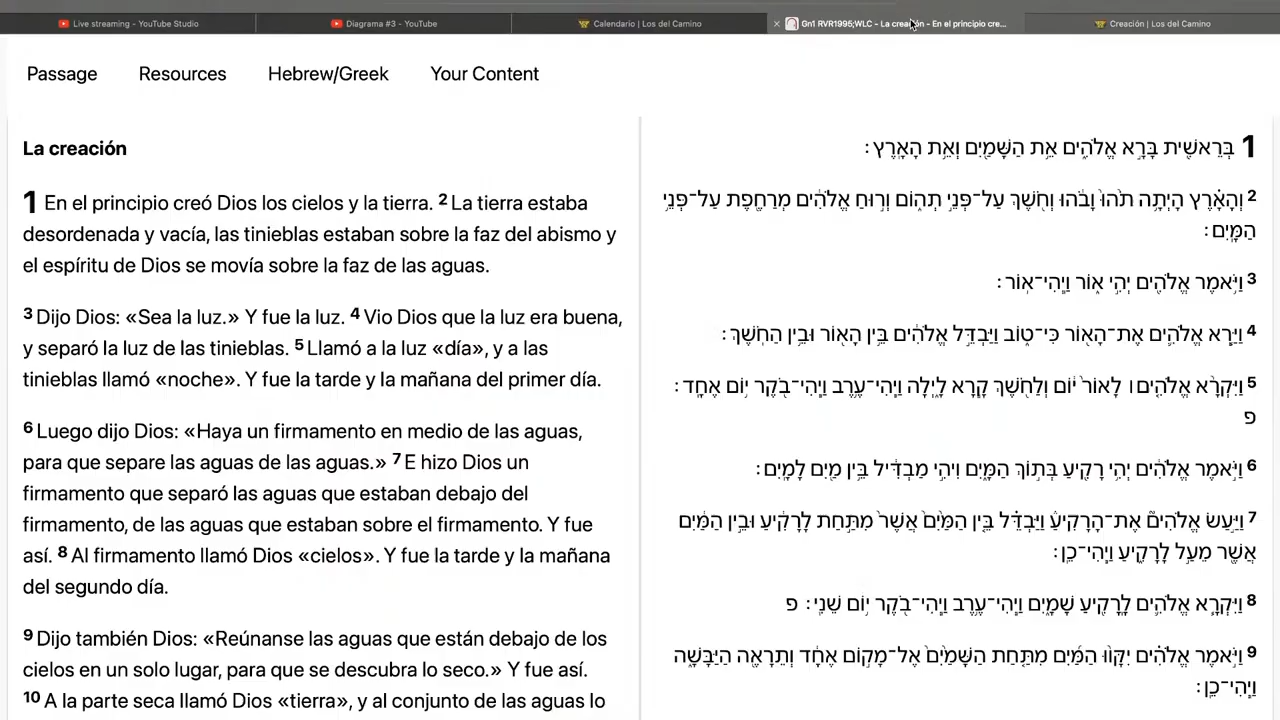 Live streaming - YouTube Studio
Diagrama #3 - YouTube
Calendario | Los del Camino
Gn1 RVR1995;WLC - La creación - En el principio cre...
Creación | Los del Camino
Passage Resources Hebrew/Greek Your Content
La creación
1 En el principio creó Dios los cielos y la tierra. 2 La tierra estaba
desordenada y vacía, las tinieblas estaban sobre la faz del abismo y
el espíritu de Dios se movía sobre la faz de las aguas.
3 Dijo Dios: «Sea la luz.» Y fue la luz. 4 Vio Dios que la luz era buena,
y separó la luz de las tinieblas. 5 Llamó a la luz «día», y a las
tinieblas llamó «noche». Y fue la tarde y la mañana del primer día.
6 Luego dijo Dios: «Haya un firmamento en medio de las aguas,
para que separe las aguas de las aguas.» 7 E hizo Dios un
firmamento que separó las aguas que estaban debajo del
firmamento, de las aguas que estaban sobre el firmamento. Y fue
así. 8 Al firmamento llamó Dios «cielos». Y fue la tarde y la mañana
del segundo día.
9 Dijo también Dios: «Reúnanse las aguas que están debajo de los
cielos en un solo lugar, para que se descubra lo seco.» Y fue así.
10 A la parte seca llamó Dios «tierra», y al conjunto de las aguas lo
1 בְּרֵאשִׁ֖ית בָּרָ֣א אֱלֹהִ֑ים אֵ֥ת הַשָּׁמַ֖יִם וְאֵ֥ת הָאָֽרֶץ׃
2 וְהָאָ֗רֶץ הָיְתָ֥ה תֹ֙הוּ֙ וָבֹ֔הוּ וְחֹ֖שֶׁךְ עַל־פְּנֵ֣י תְה֑וֹם וְר֣וּחַ אֱלֹהִ֔ים מְרַחֶ֖פֶת עַל־פְּנֵ֥י
הַמָּֽיִם׃
3 וַיֹּ֥אמֶר אֱלֹהִ֖ים יְהִ֣י א֑וֹר וַֽיְהִי־אֽוֹר׃
4 וַיַּ֧רְא אֱלֹהִ֛ים אֶת־הָא֖וֹר כִּי־ט֑וֹב וַיַּבְדֵּ֣ל אֱלֹהִ֔ים בֵּ֥ין הָא֖וֹר וּבֵ֥ין הַחֹֽשֶׁךְ׃
5 וַיִּקְרָ֨א אֱלֹהִ֤ים׀ לָאוֹר֙ י֔וֹם וְלַחֹ֖שֶׁךְ קָ֣רָא לָ֑יְלָה וַֽיְהִי־עֶ֥רֶב וַֽיְהִי־בֹ֖קֶר י֥וֹם אֶחָֽד׃
פ
6 וַיֹּ֣אמֶר אֱלֹהִ֔ים יְהִ֥י רָקִ֖יעַ בְּת֣וֹךְ הַמָּ֑יִם וִיהִ֣י מַבְדִּ֔יל בֵּ֥ין מַ֖יִם לָמָֽיִם׃
7 וַיַּ֣עַשׂ אֱלֹהִים֮ אֶת־הָרָקִיעַ֒ וַיַּבְדֵּ֗ל בֵּ֤ין הַמַּ֙יִם֙ אֲשֶׁר֙ מִתַּ֣חַת לָרָקִ֔יעַ וּבֵ֣ין הַמַּ֔יִם
אֲשֶׁ֖ר מֵעַ֣ל לָרָקִ֑יעַ וַֽיְהִי־כֵֽן׃
8 וַיִּקְרָ֧א אֱלֹהִ֛ים לָֽרָקִ֖יעַ שָׁמָ֑יִם וַֽיְהִי־עֶ֥רֶב וַֽיְהִי־בֹ֖קֶר י֥וֹם שֵׁנִֽי׃ פ
9 וַיֹּ֣אמֶר אֱלֹהִ֗ים יִקָּו֨וּ הַמַּ֜יִם מִתַּ֤חַת הַשָּׁמַ֙יִם֙ אֶל־מָק֣וֹם אֶחָ֔ד וְתֵרָאֶ֖ה הַיַּבָּשָׁ֑ה
וַֽיְהִי־כֵֽן׃